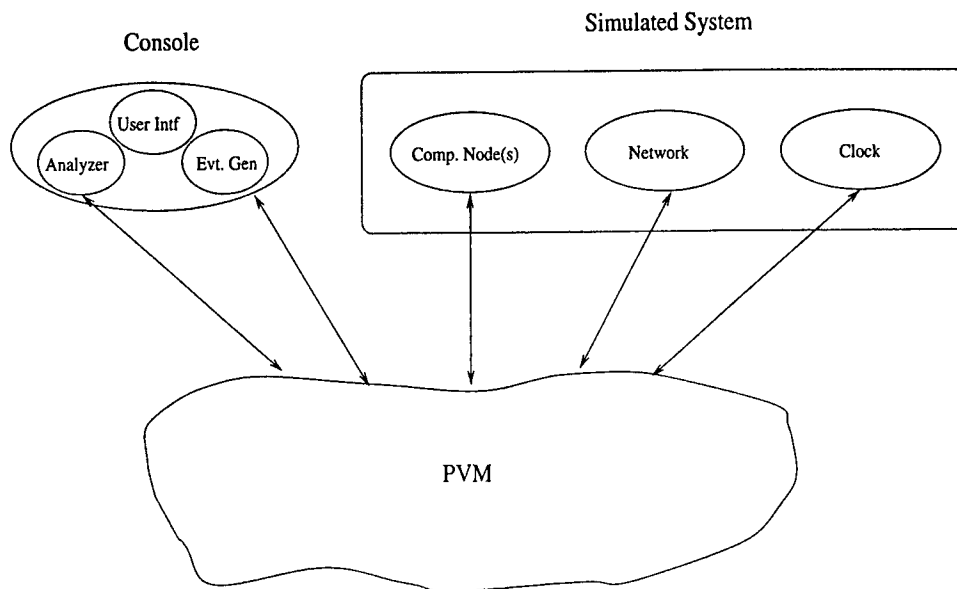 Console
Simulated System
User Intf
Analyzer
Evt. Gen
Comp. Node(s)
Network
Clock
PVM